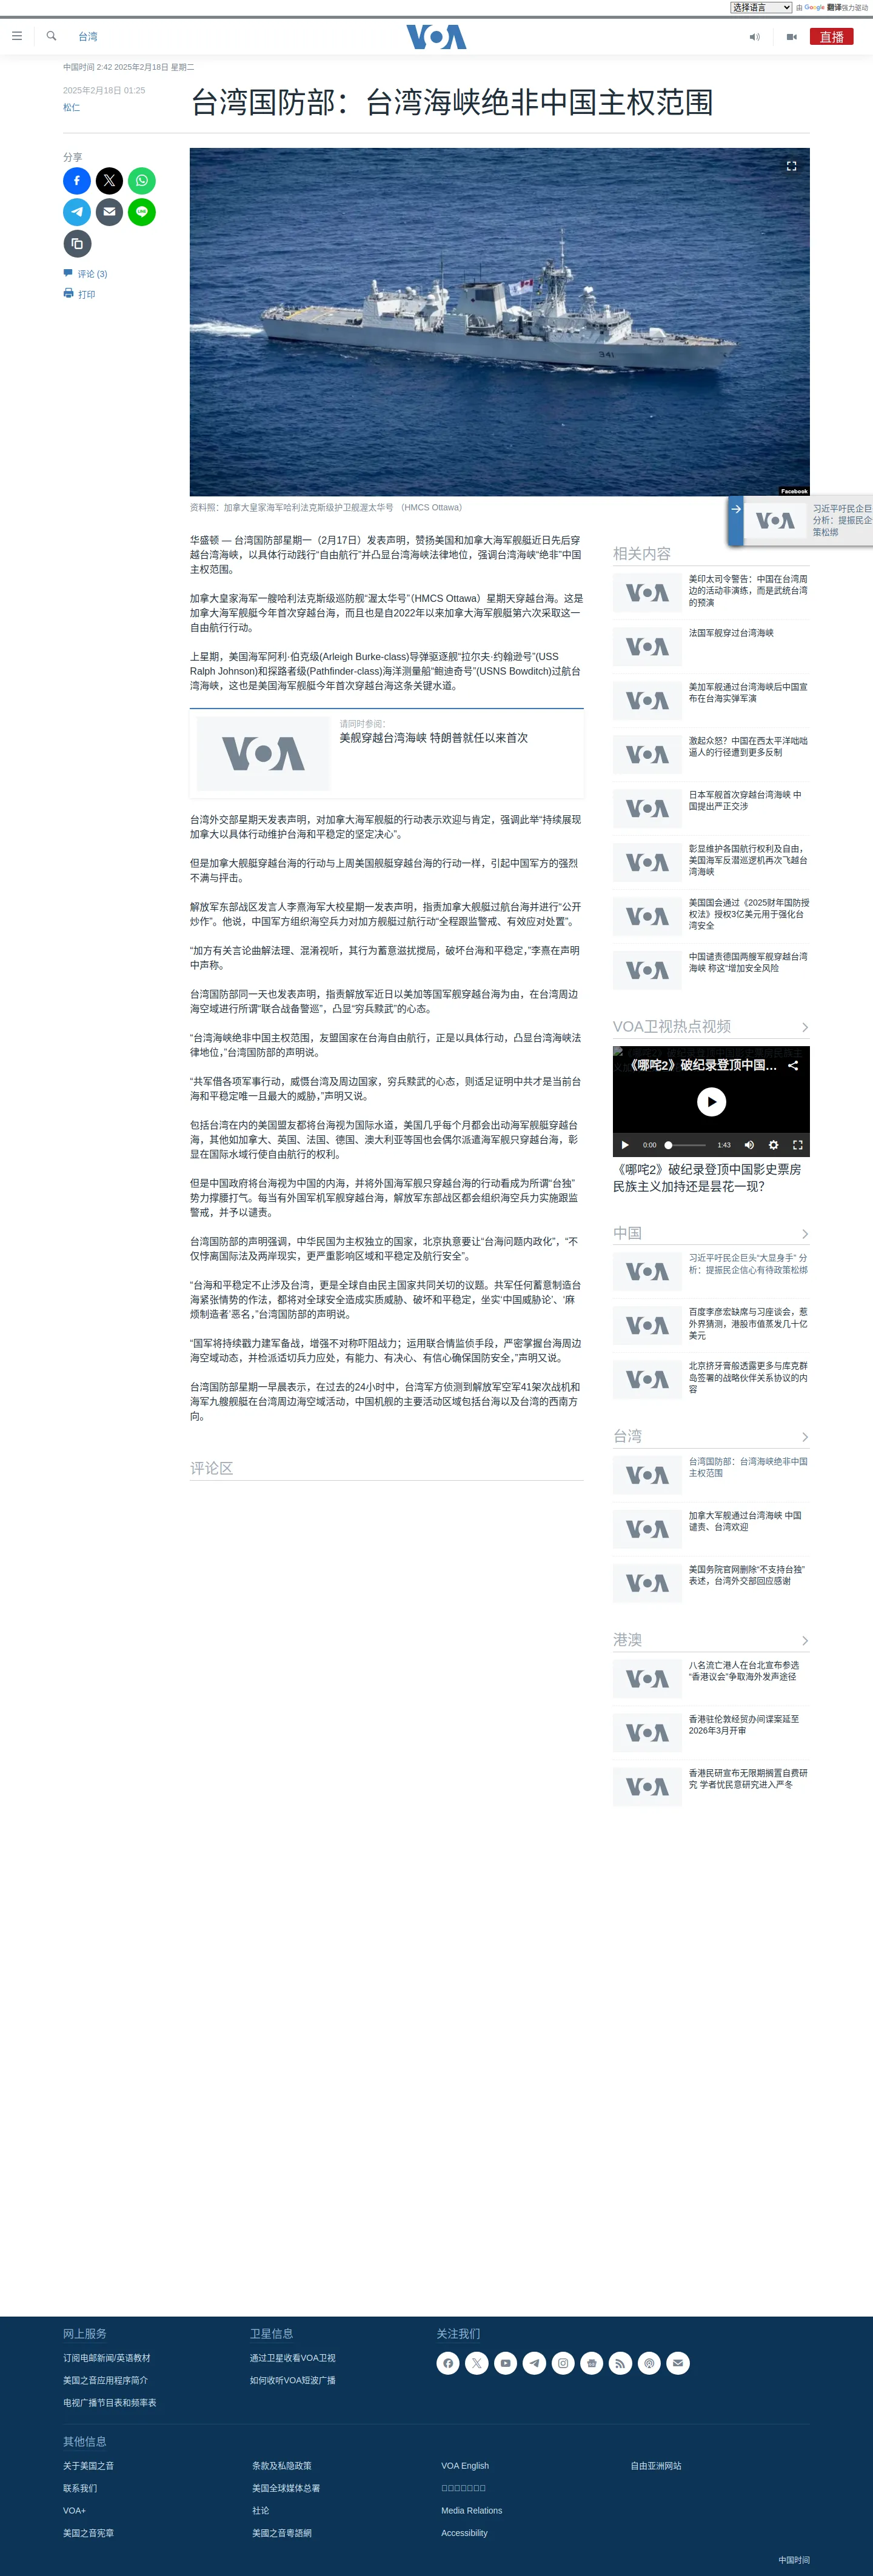 选择语言
由 Google 翻译强力驱动
台湾
VOA
直播
中国时间 2:42 2025年2月18日 星期二
2025年2月18日 01:25
松仁
台湾国防部：台湾海峡绝非中国主权范围
分享
LINE
评论 (3)
打印
341
Facebook
资料照：加拿大皇家海军哈利法克斯级护卫舰渥太华号 （HMCS Ottawa）
华盛顿 — 台湾国防部星期一（2月17日）发表声明，赞扬美国和加拿大海军舰艇近日先后穿
越台湾海峡，以具体行动践行“自由航行”并凸显台湾海峡法律地位，强调台湾海峡“绝非”中国
主权范围。
加拿大皇家海军一艘哈利法克斯级巡防舰“渥太华号”（HMCS Ottawa）星期天穿越台海。这是
加拿大海军舰艇今年首次穿越台海，而且也是自2022年以来加拿大海军舰艇第六次采取这一
自由航行行动。
上星期，美国海军阿利·伯克级(Arleigh Burke-class)导弹驱逐舰“拉尔夫·约翰逊号”(USS
Ralph Johnson)和探路者级(Pathfinder-class)海洋测量船“鲍迪奇号”(USNS Bowditch)过航台
湾海峡，这也是美国海军舰艇今年首次穿越台海这条关键水道。
VOA
请同时参阅：
美舰穿越台湾海峡 特朗普就任以来首次
台湾外交部星期天发表声明，对加拿大海军舰艇的行动表示欢迎与肯定，强调此举“持续展现
加拿大以具体行动维护台海和平稳定的坚定决心”。
但是加拿大舰艇穿越台海的行动与上周美国舰艇穿越台海的行动一样，引起中国军方的强烈
不满与抨击。
解放军东部战区发言人李熹海军大校星期一发表声明，指责加拿大舰艇过航台海并进行“公开
炒作”。他说，中国军方组织海空兵力对加方舰艇过航行动“全程跟监警戒、有效应对处置”。
“加方有关言论曲解法理、混淆视听，其行为蓄意滋扰搅局，破坏台海和平稳定，”李熹在声明
中声称。
台湾国防部同一天也发表声明，指责解放军近日以美加等国军舰穿越台海为由，在台湾周边
海空域进行所谓“联合战备警巡”，凸显“穷兵黩武”的心态。
“台湾海峡绝非中国主权范围，友盟国家在台海自由航行，正是以具体行动，凸显台湾海峡法
律地位，”台湾国防部的声明说。
“共军借各项军事行动，威慑台湾及周边国家，穷兵黩武的心态，则适足证明中共才是当前台
海和平稳定唯一且最大的威胁，”声明又说。
包括台湾在内的美国盟友都将台海视为国际水道，美国几乎每个月都会出动海军舰艇穿越台
海，其他如加拿大、英国、法国、德国、澳大利亚等国也会偶尔派遣海军舰只穿越台海，彰
显在国际水域行使自由航行的权利。
但是中国政府将台海视为中国的内海，并将外国海军舰只穿越台海的行动看成为所谓“台独”
势力撑腰打气。每当有外国军机军舰穿越台海，解放军东部战区都会组织海空兵力实施跟监
警戒，并予以谴责。
台湾国防部的声明强调，中华民国为主权独立的国家，北京执意要让“台海问题内政化”，“不
仅悖离国际法及两岸现实，更严重影响区域和平稳定及航行安全”。
“台海和平稳定不止涉及台湾，更是全球自由民主国家共同关切的议题。共军任何蓄意制造台
海紧张情势的作法，都将对全球安全造成实质威胁、破坏和平稳定，坐实‘中国威胁论’、‘麻
烦制造者’恶名，”台湾国防部的声明说。
“国军将持续戳力建军备战，增强不对称吓阻战力；运用联合情监侦手段，严密掌握台海周边
海空域动态，并检派适切兵力应处，有能力、有决心、有信心确保国防安全，”声明又说。
台湾国防部星期一早晨表示，在过去的24小时中，台湾军方侦测到解放军空军41架次战机和
海军九艘舰艇在台湾周边海空域活动，中国机舰的主要活动区域包括台海以及台湾的西南方
向。
评论区
VOA
习近平吁民企巨
分析：提振民企
策松绑
相关内容
VOA
美印太司令警告：中国在台湾周
边的活动非演练，而是武统台湾
的预演
VOA
法国军舰穿过台湾海峡
VOA
美加军舰通过台湾海峡后中国宣
布在台海实弹军演
VOA
激起众怒？中国在西太平洋咄咄
逼人的行径遭到更多反制
VOA
日本军舰首次穿越台湾海峡 中
国提出严正交涉
VOA
彰显维护各国航行权利及自由，
美国海军反潜巡逻机再次飞越台
湾海峡
VOA
美国国会通过《2025财年国防授
权法》授权3亿美元用于强化台
湾安全
VOA
中国谴责德国两艘军舰穿越台湾
海峡 称这“增加安全风险
VOA卫视热点视频
《哪吒2》破纪录登顶中国…
0:00
1:43
《哪吒2》破纪录登顶中国影史票房
民族主义加持还是昙花一现？
中国
VOA
习近平吁民企巨头“大显身手” 分
析：提振民企信心有待政策松绑
VOA
百度李彦宏缺席与习座谈会，惹
外界猜测，港股市值蒸发几十亿
美元
VOA
北京挤牙膏般透露更多与库克群
岛签署的战略伙伴关系协议的内
容
台湾
VOA
台湾国防部：台湾海峡绝非中国
主权范围
VOA
加拿大军舰通过台湾海峡 中国
谴责、台湾欢迎
VOA
美国务院官网删除“不支持台独”
表述，台湾外交部回应感谢
港澳
VOA
八名流亡港人在台北宣布参选
“香港议会”争取海外发声途径
VOA
香港驻伦敦经贸办间谍案延至
2026年3月开审
VOA
香港民研宣布无限期搁置自费研
究 学者忧民意研究进入严冬
网上服务
订阅电邮新闻/英语教材
美国之音应用程序简介
电视广播节目表和频率表
卫星信息
通过卫星收看VOA卫视
如何收听VOA短波广播
关注我们
其他信息
关于美国之音
条款及私隐政策
VOA English
自由亚洲网站
联系我们
美国全球媒体总署
VOA+
社论
Media Relations
美国之音宪章
美國之音粵語網
Accessibility
中国时间